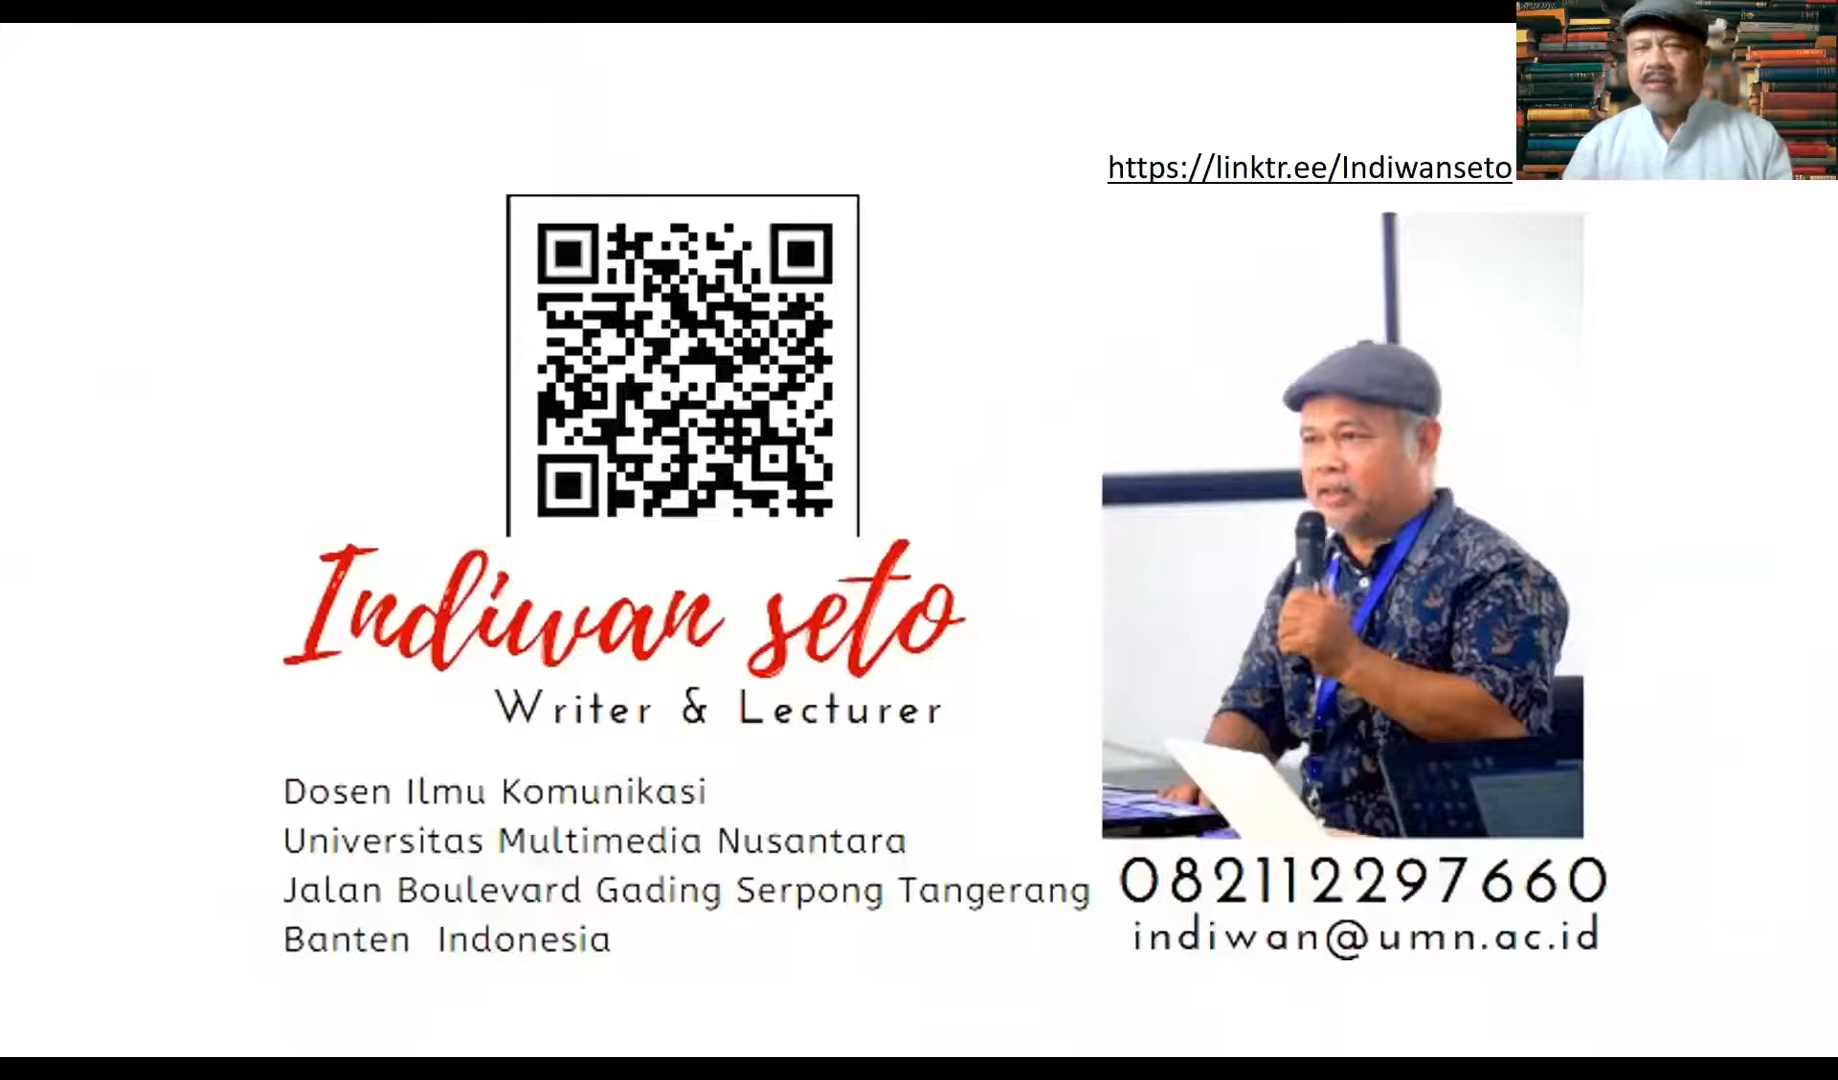 https://linktr.ee/Indiwanseto
Indiwan seto
Writer & Lecturer
Dosen Ilmu Komunikasi
Universitas Multimedia Nusantara
Jalan Boulevard Gading Serpong Tangerang
Banten Indonesia
082112297660
indiwan@umn.ac.id